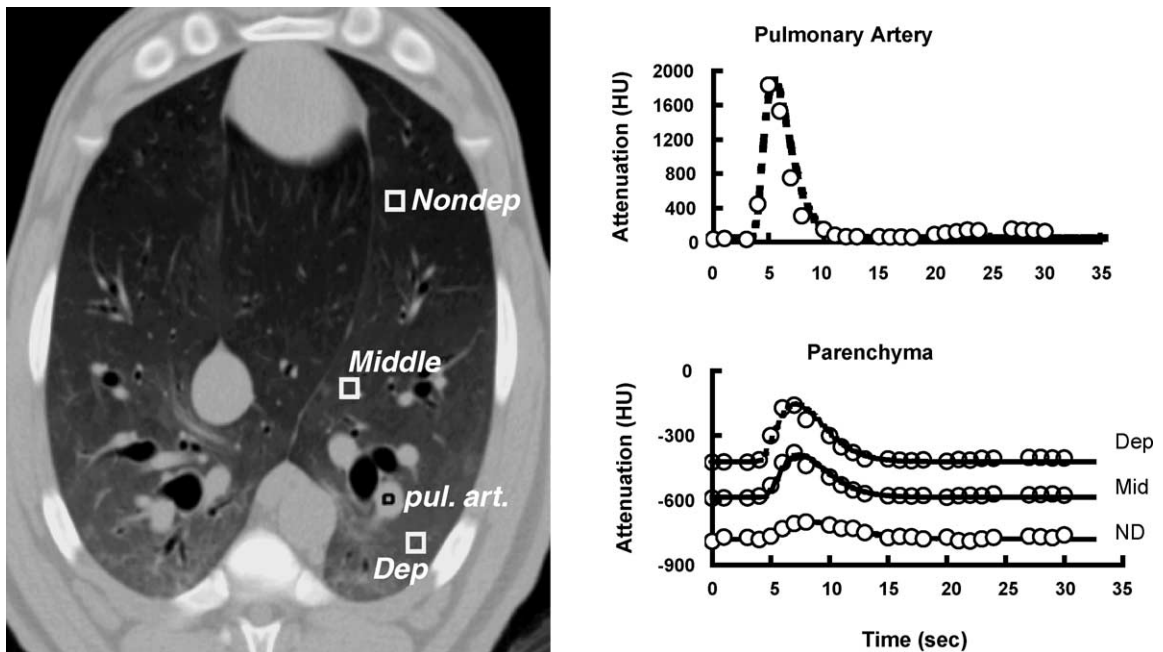 Nondep
Middle
pul. art.
Dep
Pulmonary Artery
Attenuation (HU)
2000
1600
1200
800
400
0
0 5 10 15 20 25 30 35
Parenchyma
Attenuation (HU)
0
-300
-600
-900
Dep
Mid
ND
0 5 10 15 20 25 30 35
Time (sec)